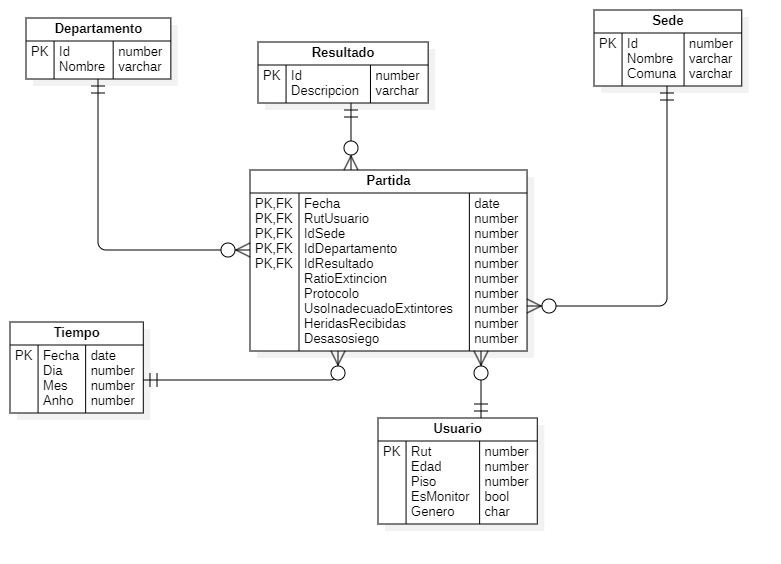 Departamento
PK Id number
Nombre varchar
Resultado
PK Id number
Descripcion varchar
Sede
PK Id number
Nombre varchar
Comuna varchar
Partida
PK,FK Fecha date
PK,FK RutUsuario number
PK,FK IdSede number
PK,FK IdDepartamento number
PK,FK IdResultado number
RatioExtincion number
Protocolo number
UsoInadecuadoExtintores number
HeridasRecibidas number
Desasosiego number
Tiempo
PK Fecha date
Dia number
Mes number
Anho number
Usuario
PK Rut number
Edad number
Piso number
EsMonitor bool
Genero char